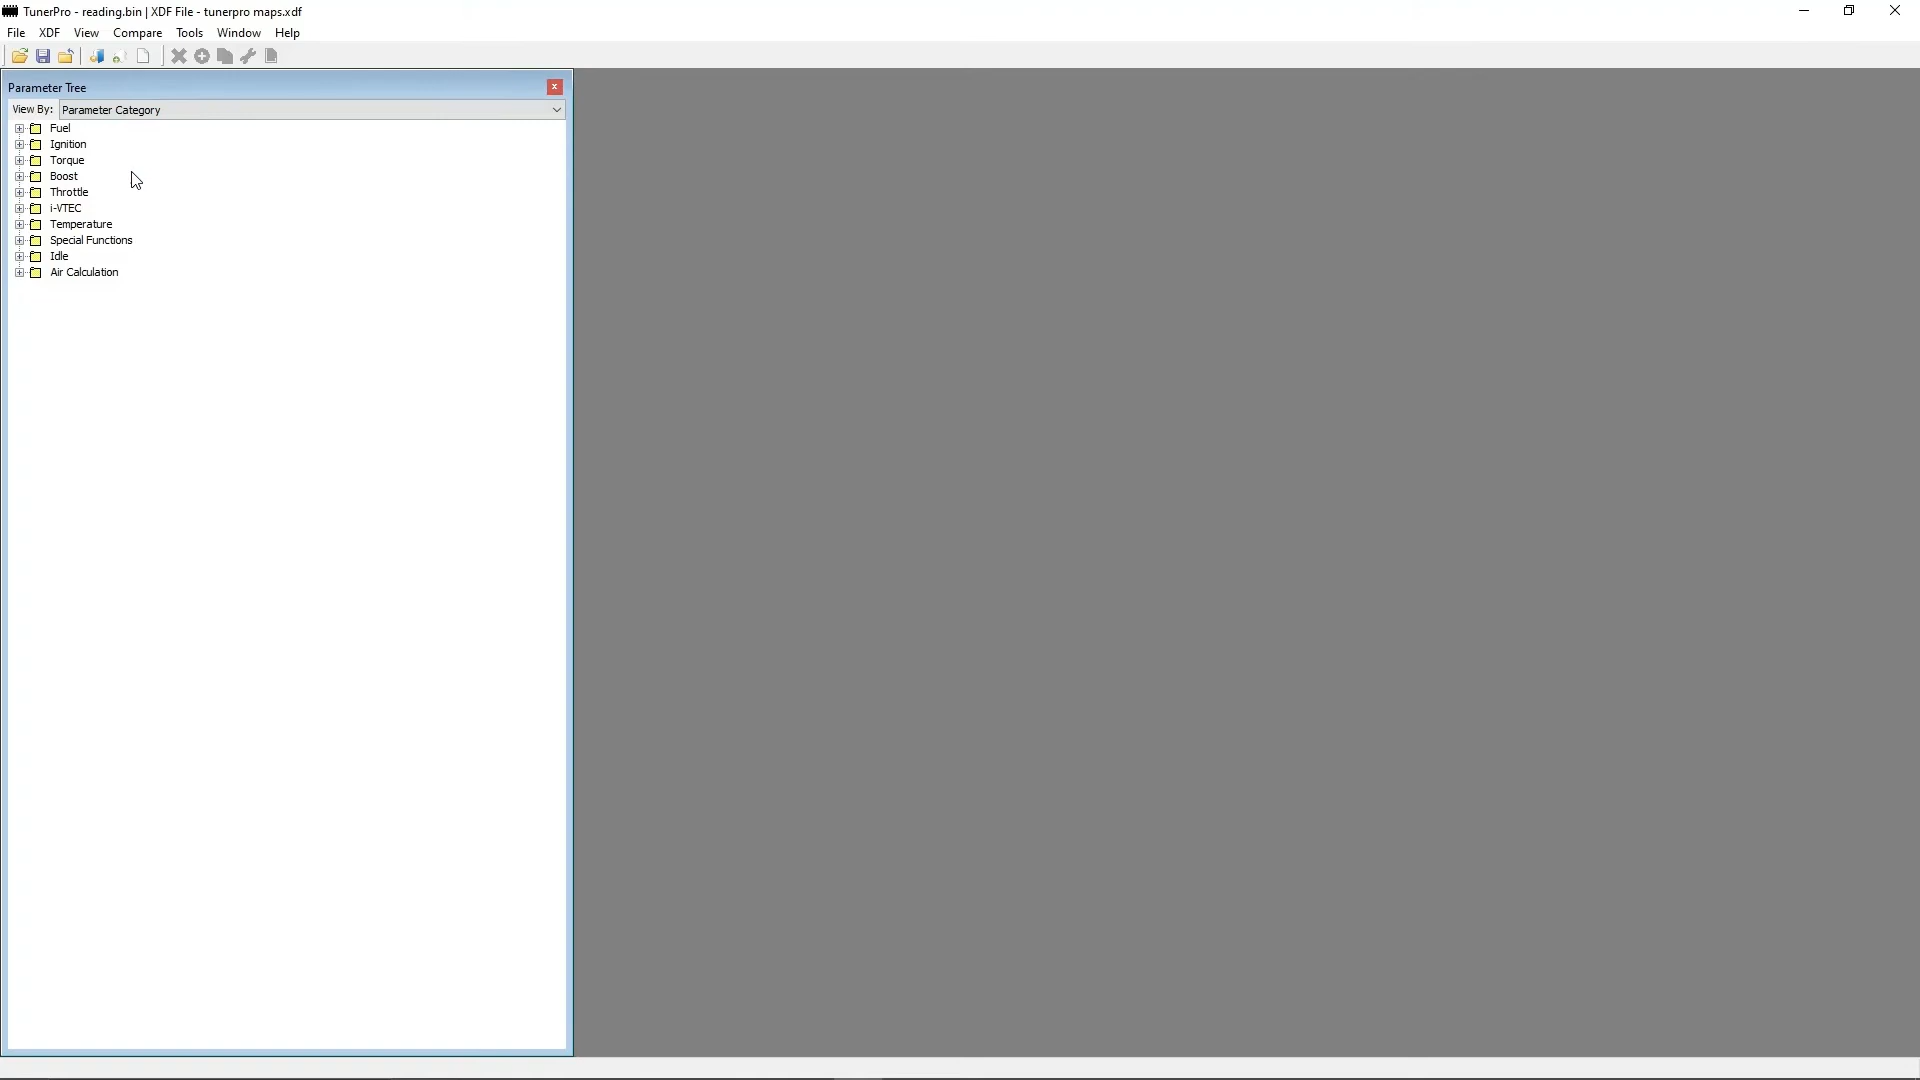 TunerPro - reading.bin | XDF File - tunerpro maps.xdf
File XDF View Compare Tools Window Help
Parameter Tree
View By: Parameter Category
Fuel
Ignition
Torque
Boost
Throttle
i-VTEC
Temperature
Special Functions
Idle
Air Calculation